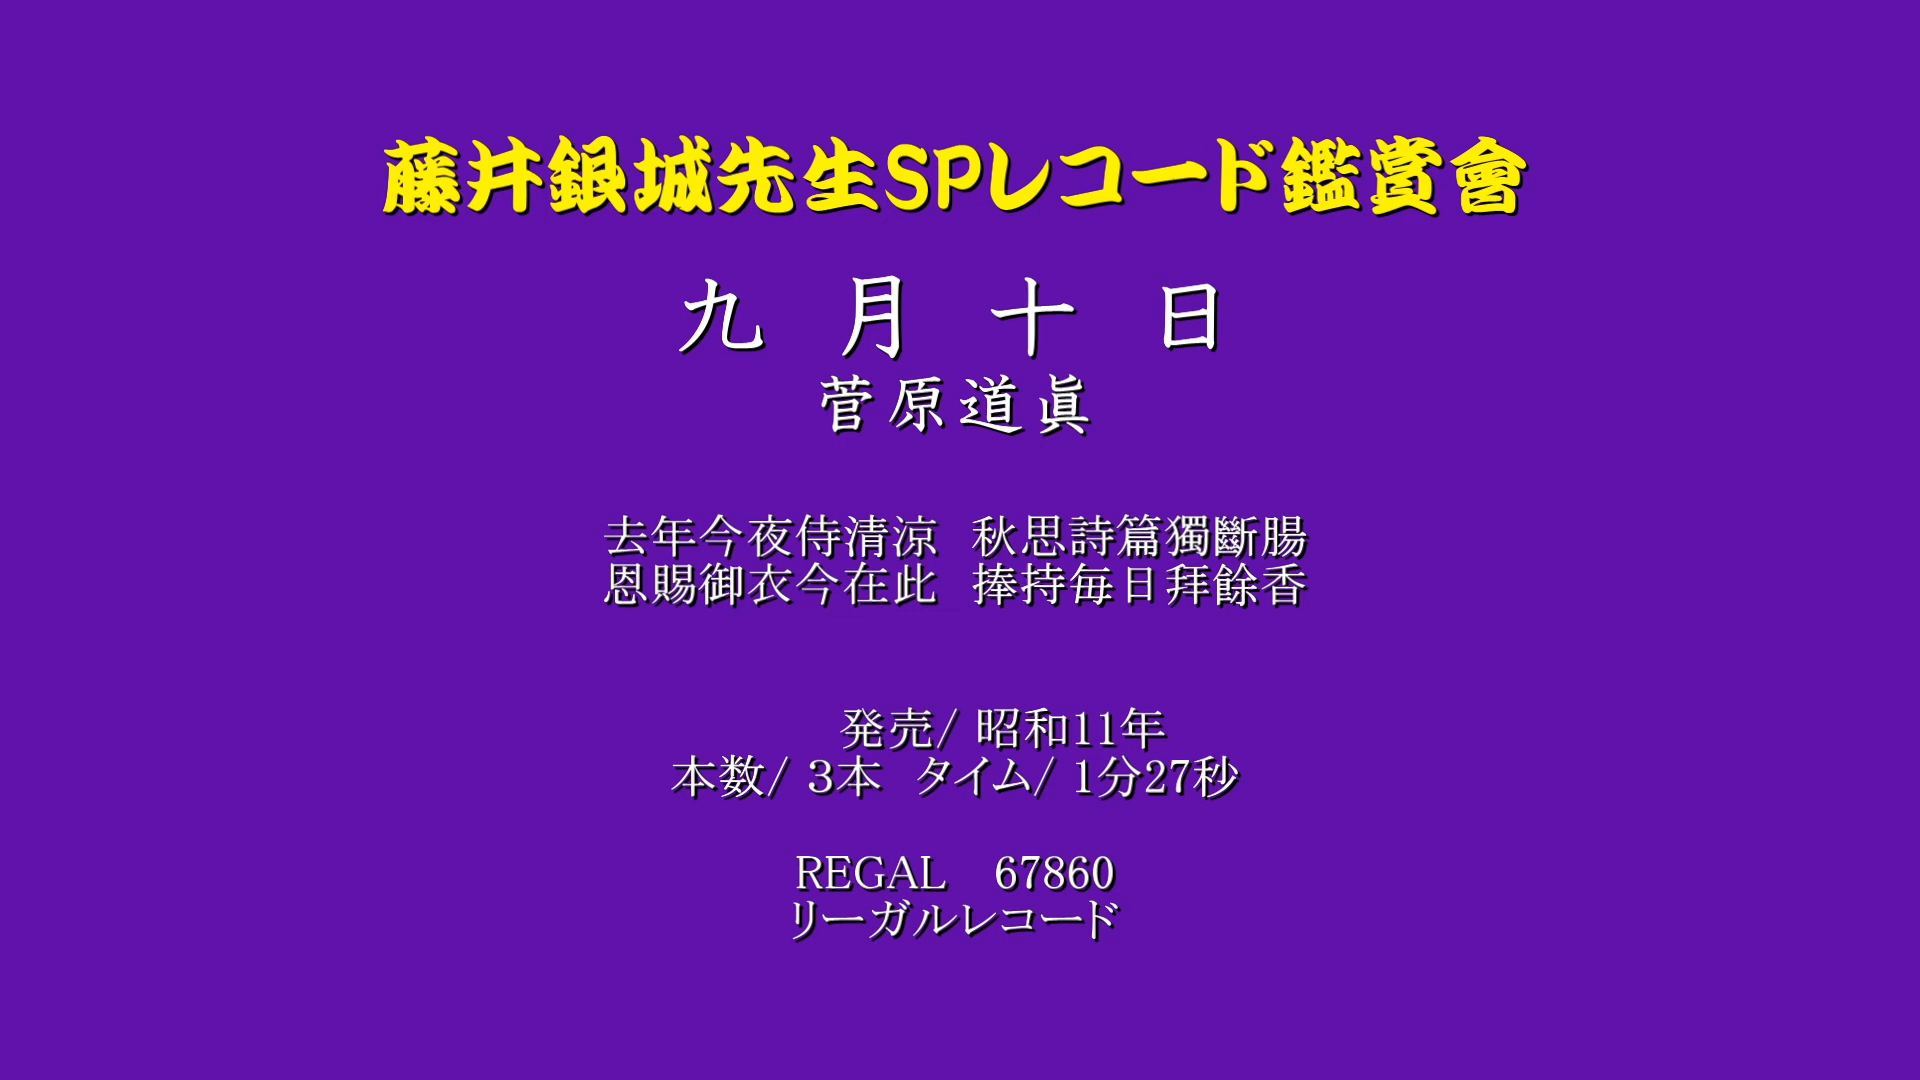 藤井銀城先生SPレコード鑑賞會
九月十日
菅原道眞
去年今夜侍清涼　秋思詩篇獨斷腸
恩賜御衣今在此　捧持毎日拜餘香
発売/ 昭和11年
本数/ 3本　タイム/ 1分27秒
REGAL　67860
リーガルレコード